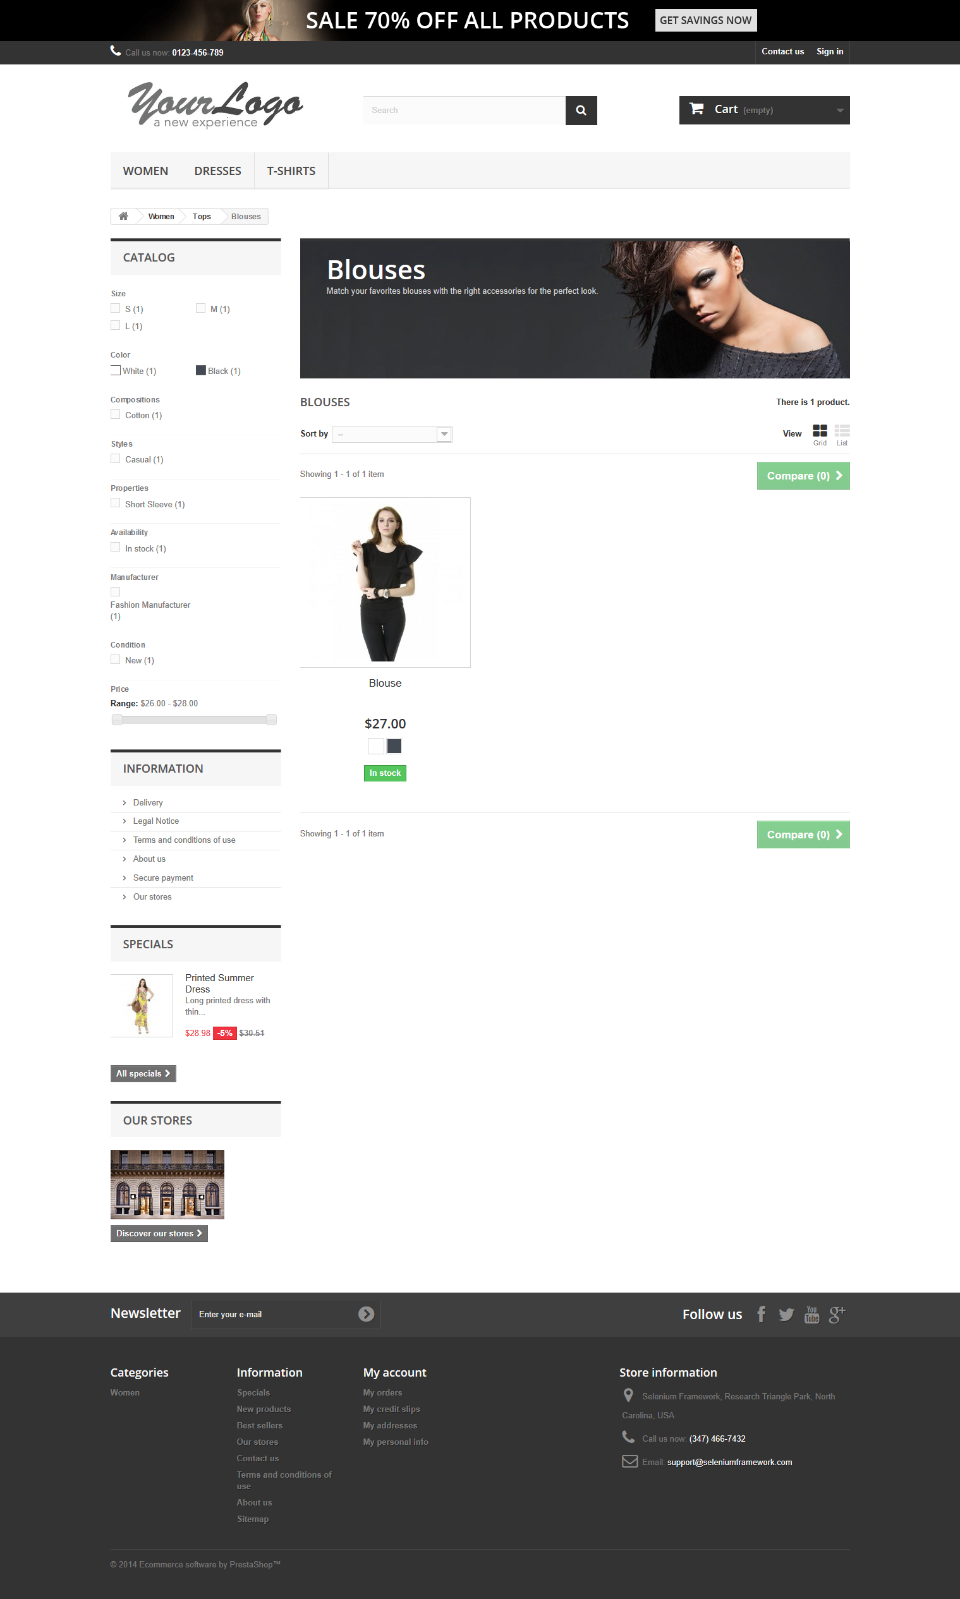 SALE 70% OFF ALL PRODUCTS
GET SAVINGS NOW
Call us now: 0123-456-789
Contact us
Sign in
YourLogo
a new experience
Search
Cart (empty)
WOMEN
DRESSES
T-SHIRTS
Women
Tops
Blouses
CATALOG
Size
S (1)
M (1)
L (1)
Color
White (1)
Black (1)
Compositions
Cotton (1)
Styles
Casual (1)
Properties
Short Sleeve (1)
Availability
In stock (1)
Manufacturer
Fashion Manufacturer
(1)
Condition
New (1)
Price
Range: $26.00 - $28.00
INFORMATION
Delivery
Legal Notice
Terms and conditions of use
About us
Secure payment
Our stores
SPECIALS
Printed Summer
Dress
Long printed dress with
thin...
$28.98 -5% $30.51
All specials
OUR STORES
Discover our stores
Blouses
Match your favorites blouses with the right accessories for the perfect look.
BLOUSES
There is 1 product.
Sort by
--
View
Grid
List
Showing 1 - 1 of 1 item
Compare (0)
Blouse
$27.00
In stock
Showing 1 - 1 of 1 item
Compare (0)
Newsletter
Enter your e-mail
Follow us
You
Tube
Categories
Women
Information
Specials
New products
Best sellers
Our stores
Contact us
Terms and conditions of
use
About us
Sitemap
My account
My orders
My credit slips
My addresses
My personal info
Store information
Selenium Framework, Research Triangle Park, North
Carolina, USA
Call us now: (347) 466-7432
Email: support@seleniumframework.com
© 2014 Ecommerce software by PrestaShop™